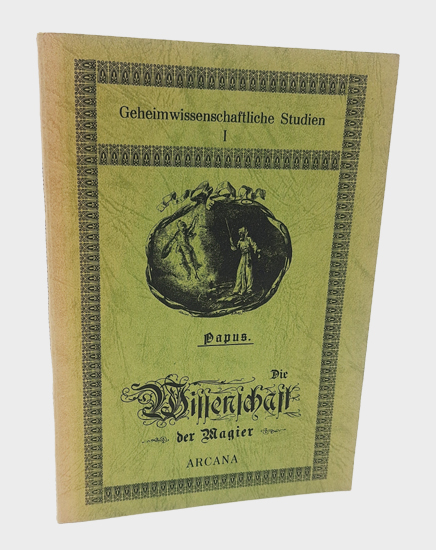 Geheimwissenschaftliche Studien
I
Papus.
Die
Wissenschaft
der Magier
ARCANA